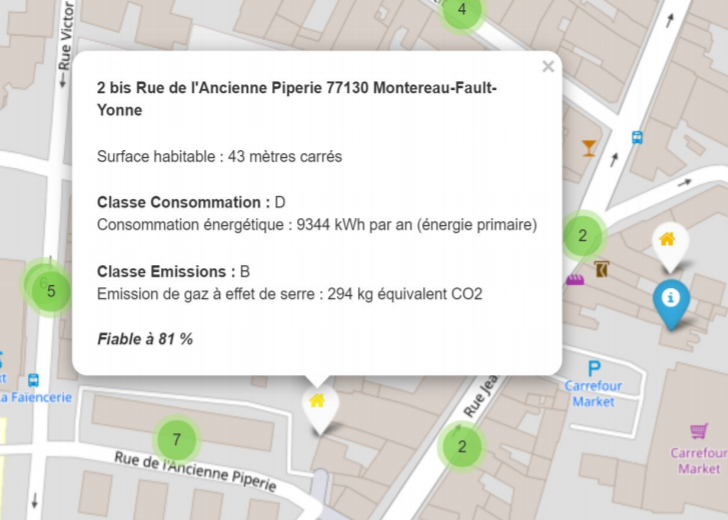 4
Rue Victor
×
2 bis Rue de l'Ancienne Piperie 77130 Montereau-Fault-
Yonne
Surface habitable : 43 mètres carrés
Classe Consommation : D
Consommation énergétique : 9344 kWh par an (énergie primaire)
2
Classe Emissions : B
Emission de gaz à effet de serre : 294 kg équivalent CO2
5
Fiable à 81 %
P
Carrefour
Market
a Faïencerie
Rue Jea
7
2
Carrefour
Market
Rue de l'Ancienne Piperie